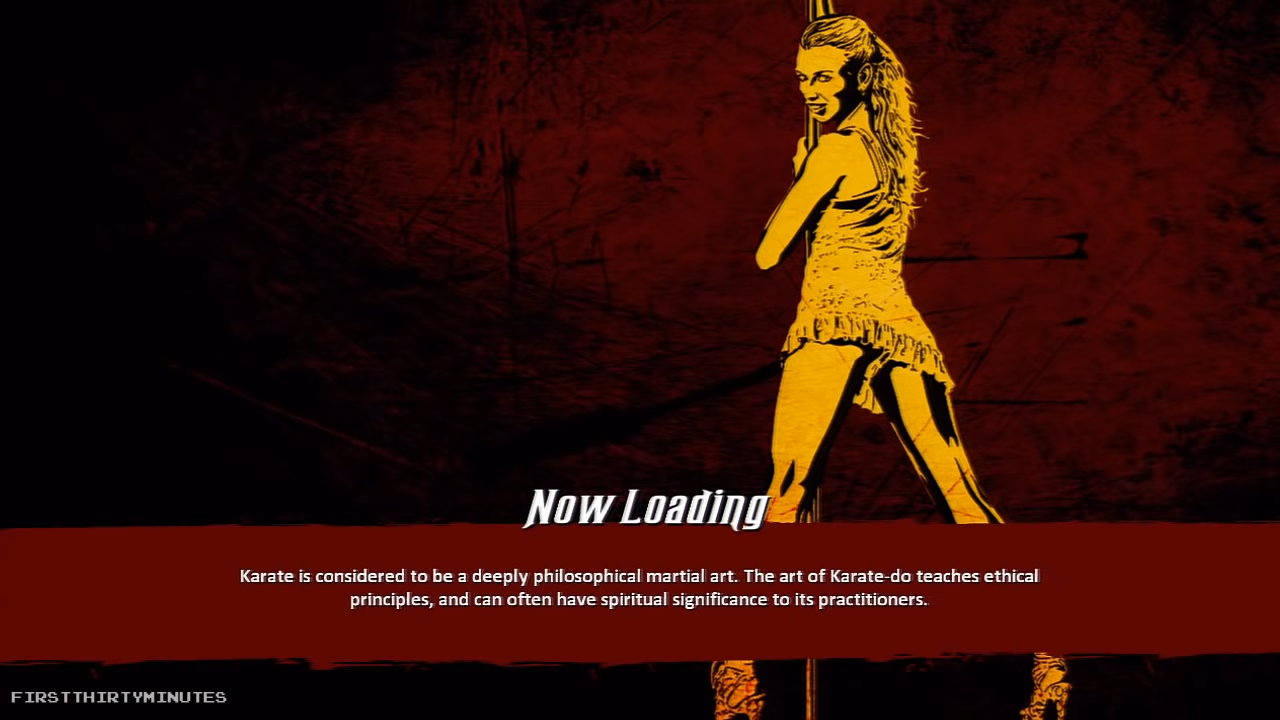 Now Loading
Karate is considered to be a deeply philosophical martial art. The art of Karate-do teaches ethical
principles, and can often have spiritual significance to its practitioners.
FIRSTTHIRTYMINUTES